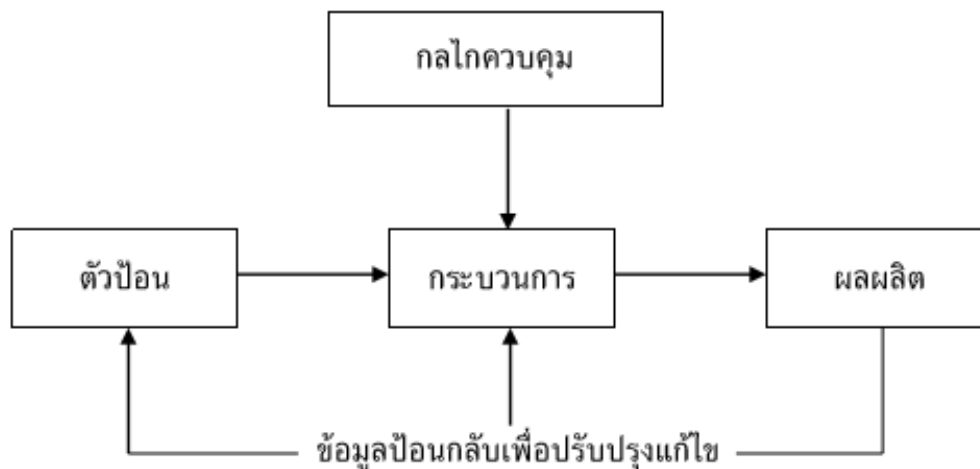 กลไกควบคุม
ตัวป้อน
กระบวนการ
ผลผลิต
ข้อมูลป้อนกลับเพื่อปรับปรุงแก้ไข